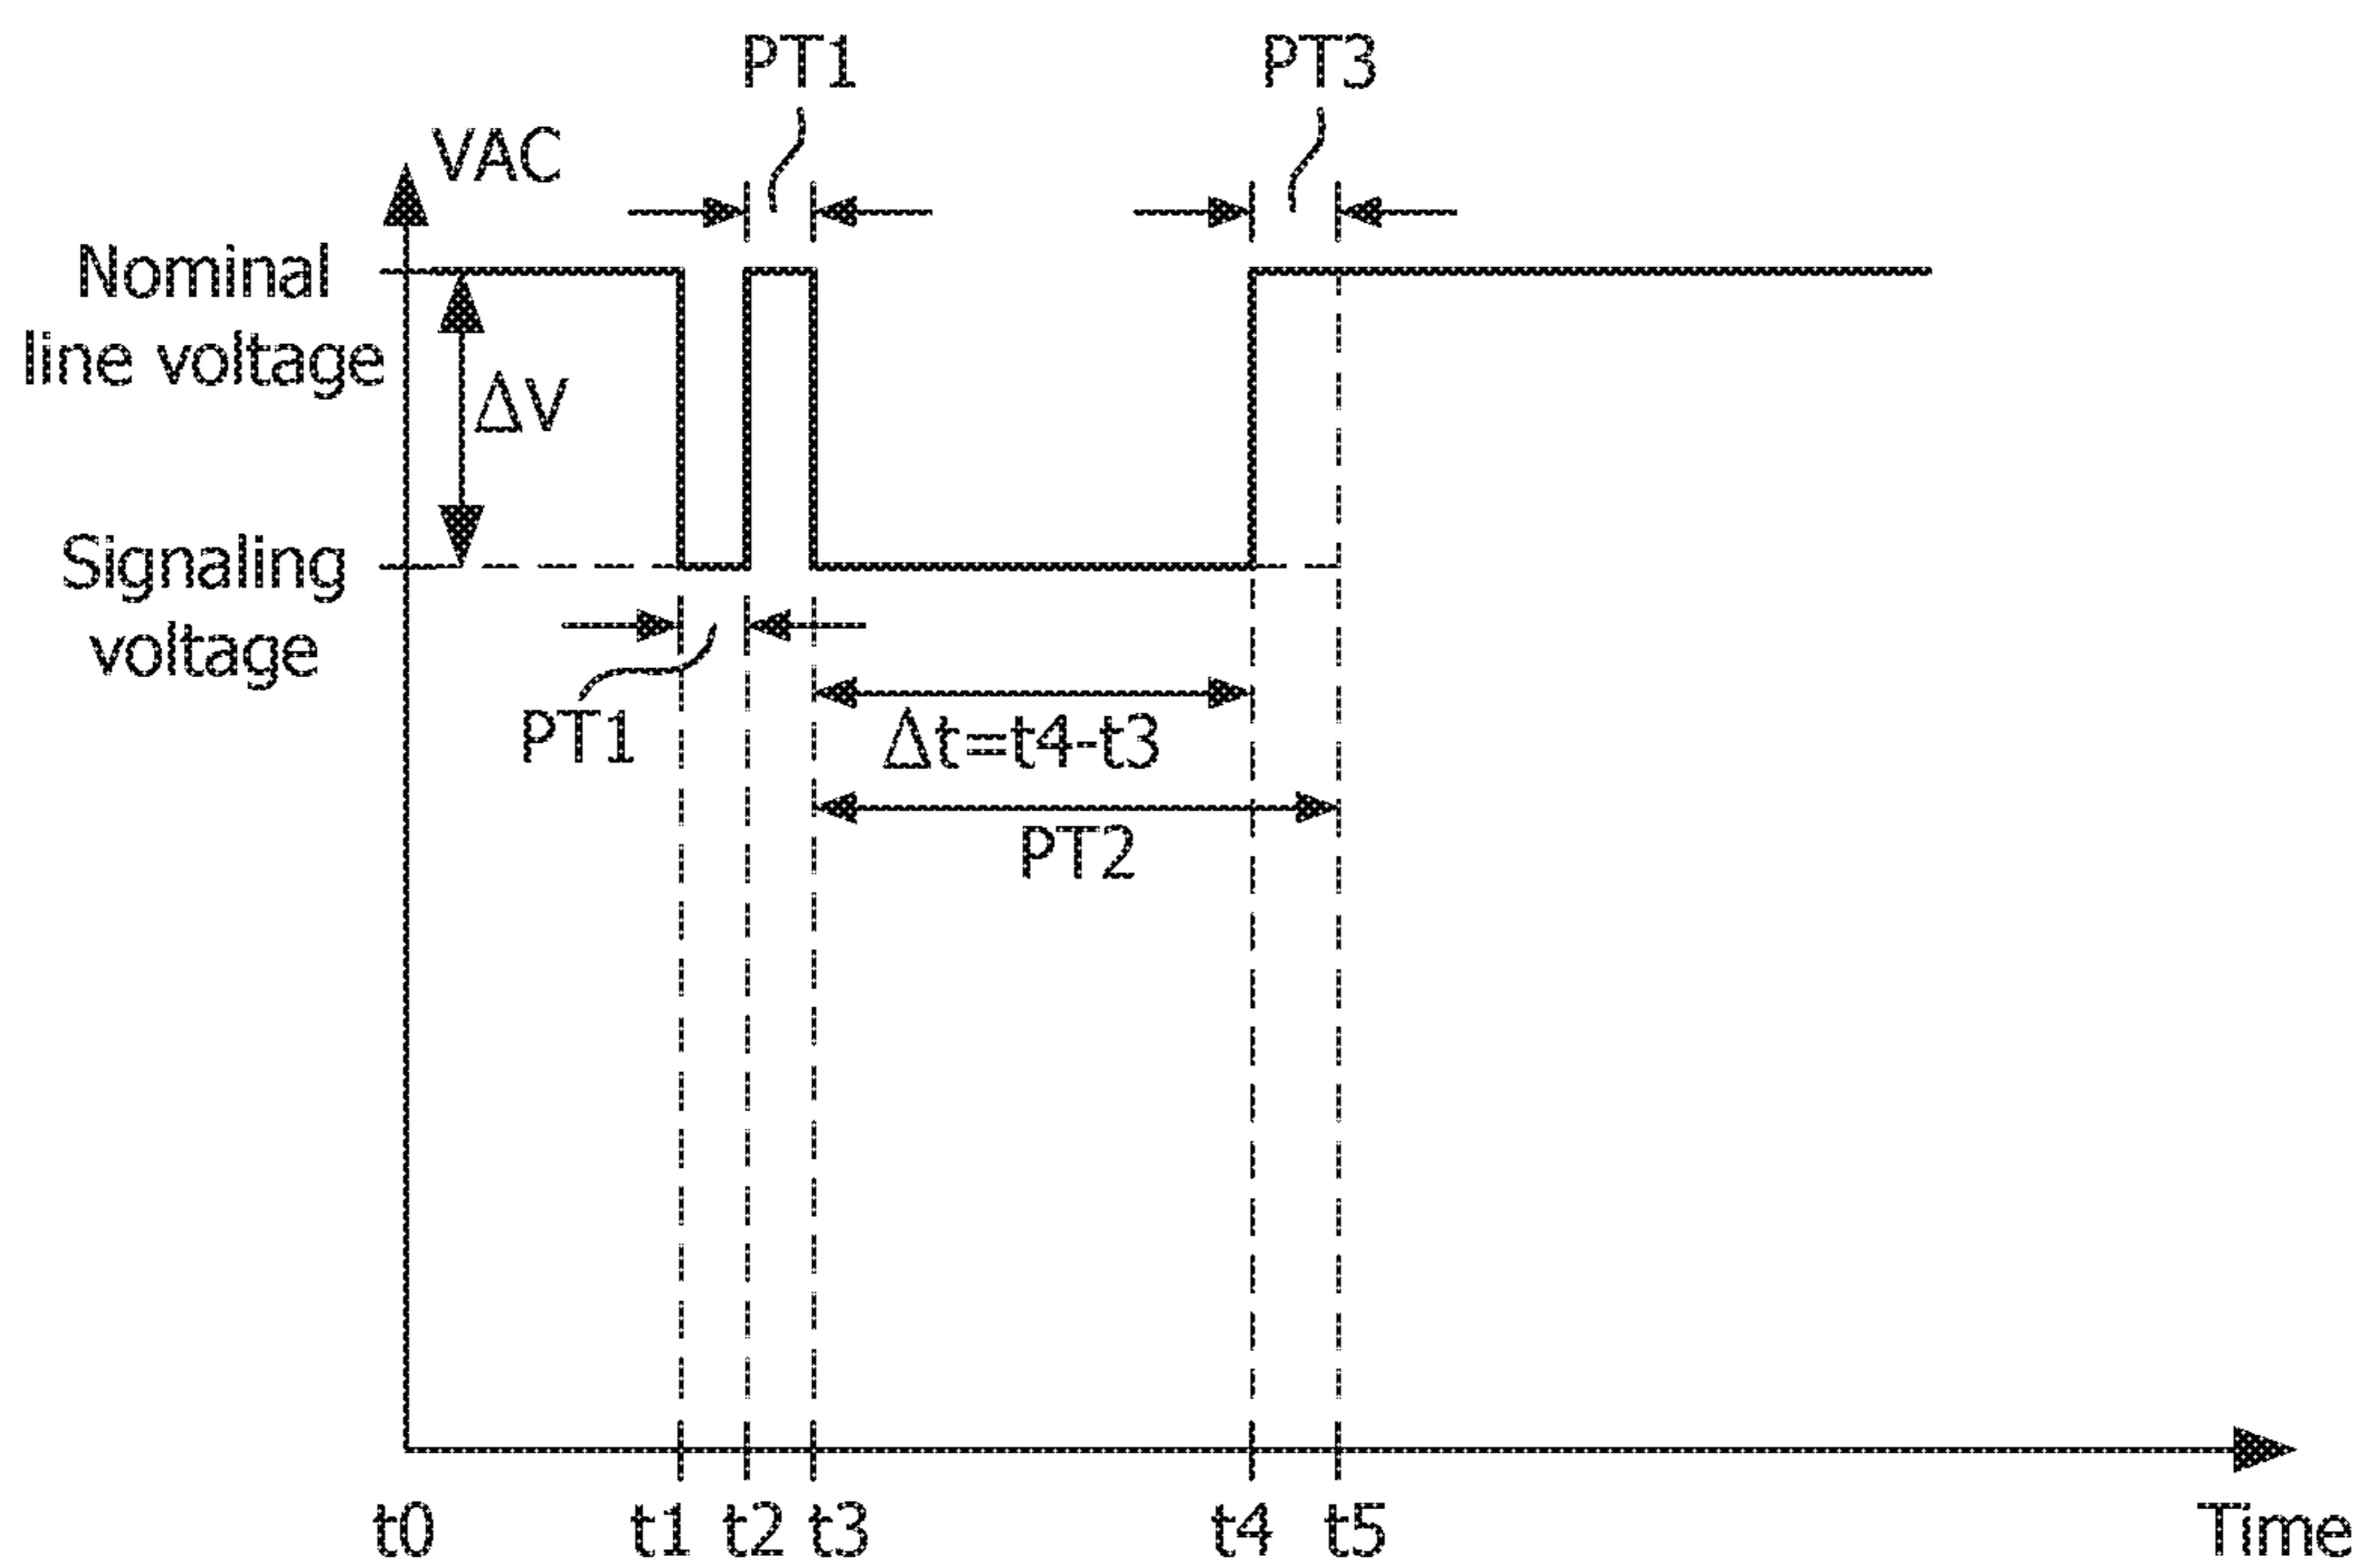 PT1
PT3
VAC
Nominal
line voltage
ΔV
Signaling
voltage
PT1
Δt=t4-t3
PT2
t0
t1
t2
t3
t4
t5
Time